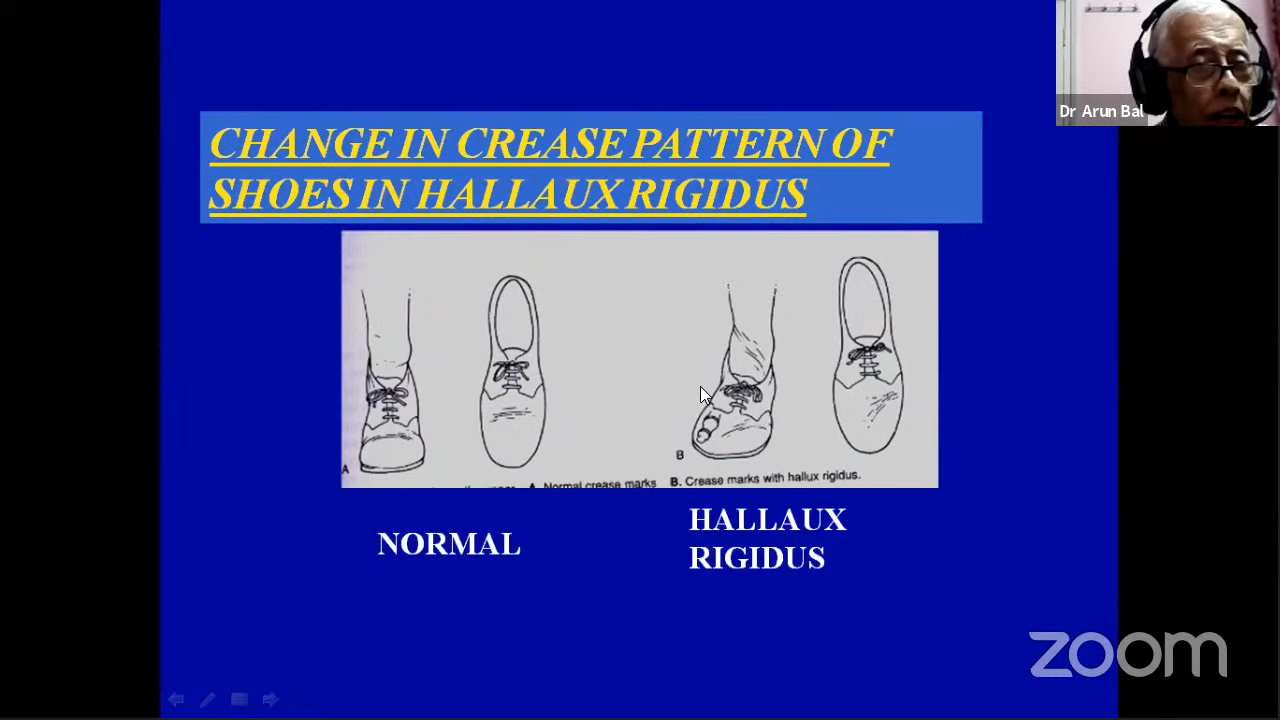 Dr Arun Bal
CHANGE IN CREASE PATTERN OF
SHOES IN HALLAUX RIGIDUS
A
B
A. Normal crease marks
B. Crease marks with hallux rigidus.
NORMAL
HALLAUX
RIGIDUS
zoom